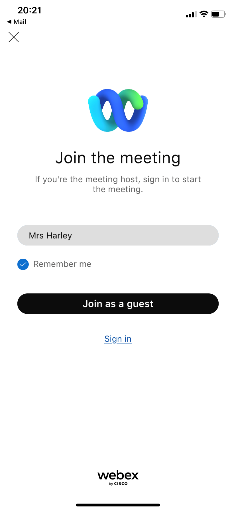 20:21
Mail
Join the meeting
If you're the meeting host, sign in to start
the meeting.
Mrs Harley
Remember me
Join as a guest
Sign in
webex
by CISCO